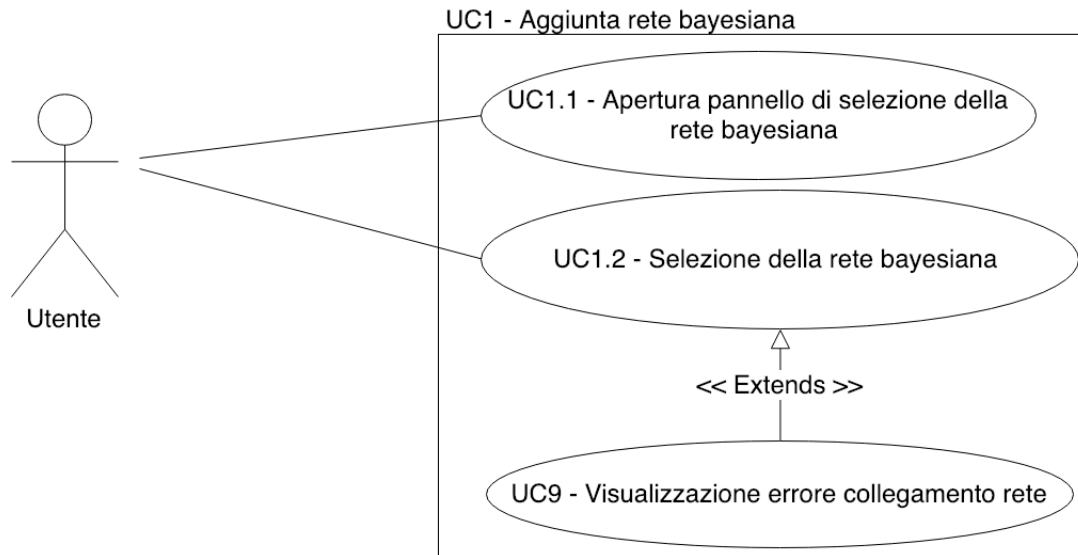 UC1 - Aggiunta rete bayesiana
UC1.1 - Apertura pannello di selezione della
rete bayesiana
UC1.2 - Selezione della rete bayesiana
Utente
<< Extends >>
UC9 - Visualizzazione errore collegamento rete